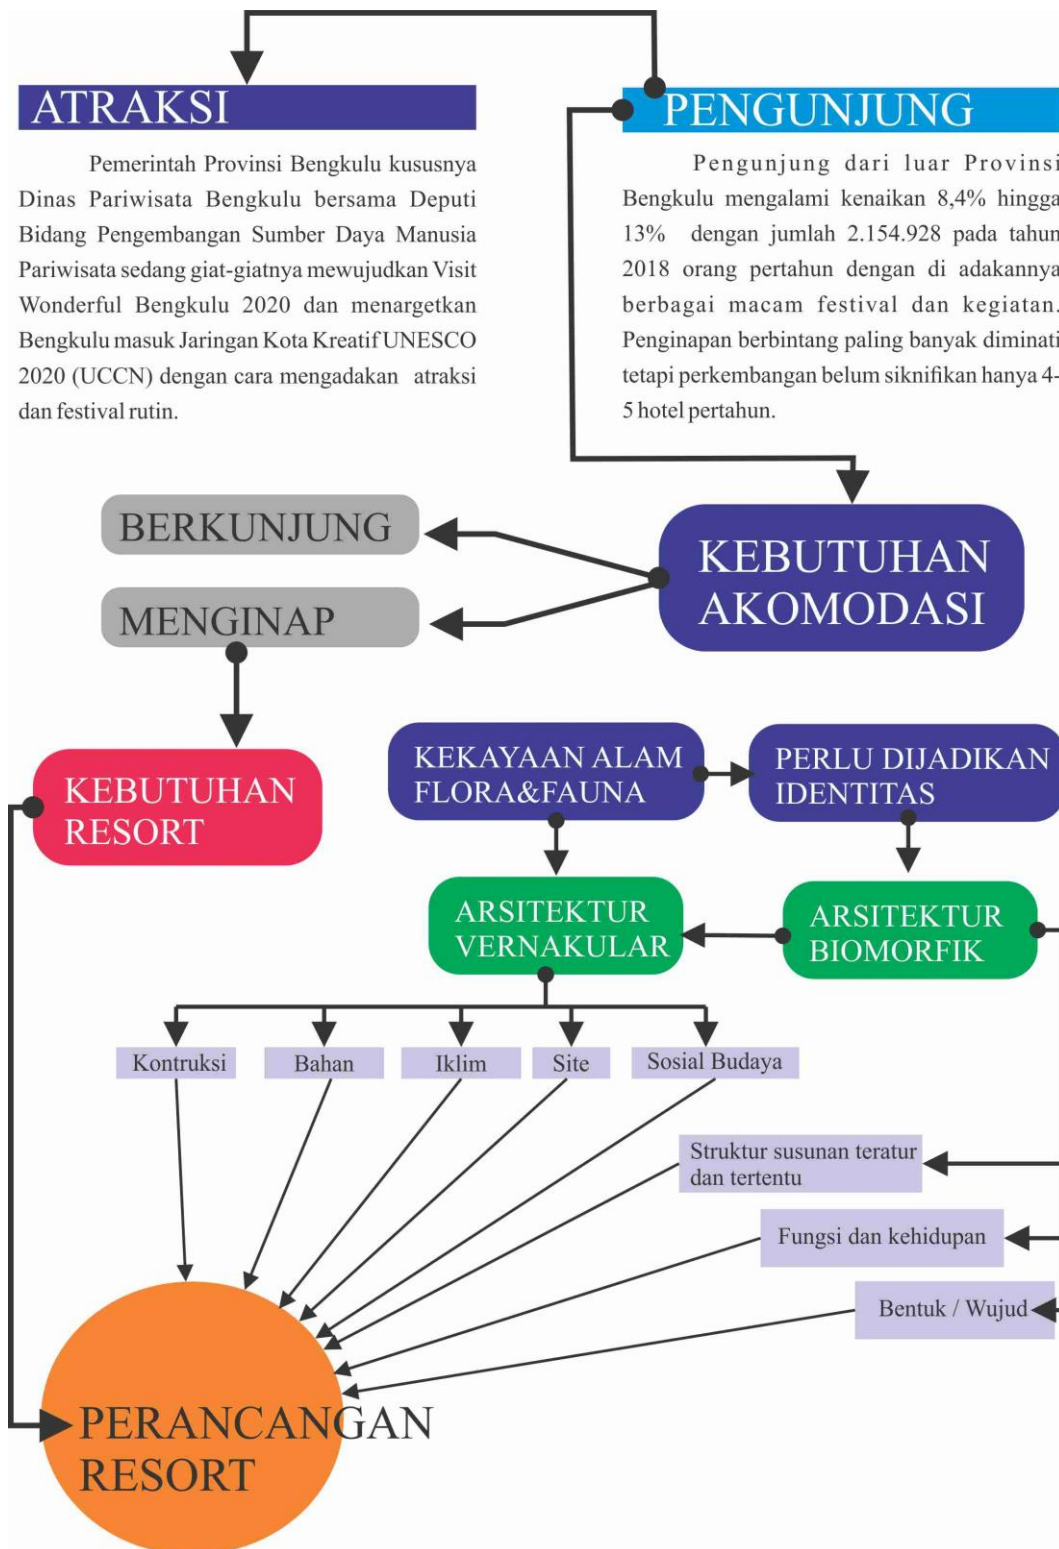 ATRAKSI
Pemerintah Provinsi Bengkulu kususnya
Dinas Pariwisata Bengkulu bersama Deputi
Bidang Pengembangan Sumber Daya Manusia
Pariwisata sedang giat-giatnya mewujudkan Visit
Wonderful Bengkulu 2020 dan menargetkan
Bengkulu masuk Jaringan Kota Kreatif UNESCO
2020 (UCCN) dengan cara mengadakan atraksi
dan festival rutin.
PENGUNJUNG
Pengunjung dari luar Provinsi
Bengkulu mengalami kenaikan 8,4% hingga
13% dengan jumlah 2.154.928 pada tahun
2018 orang pertahun dengan di adakannya
berbagai macam festival dan kegiatan.
Penginapan berbintang paling banyak diminati
tetapi perkembangan belum siknifikan hanya 4-
5 hotel pertahun.
BERKUNJUNG
MENGINAP
KEBUTUHAN
AKOMODASI
KEBUTUHAN
RESORT
KEKAYAAN ALAM
FLORA&FAUNA
PERLU DIJADIKAN
IDENTITAS
ARSITEKTUR
VERNAKULAR
ARSITEKTUR
BIOMORFIK
Kontruksi
Bahan
Iklim
Site
Sosial Budaya
Struktur susunan teratur
dan tertentu
Fungsi dan kehidupan
Bentuk / Wujud
PERANCANGAN
RESORT